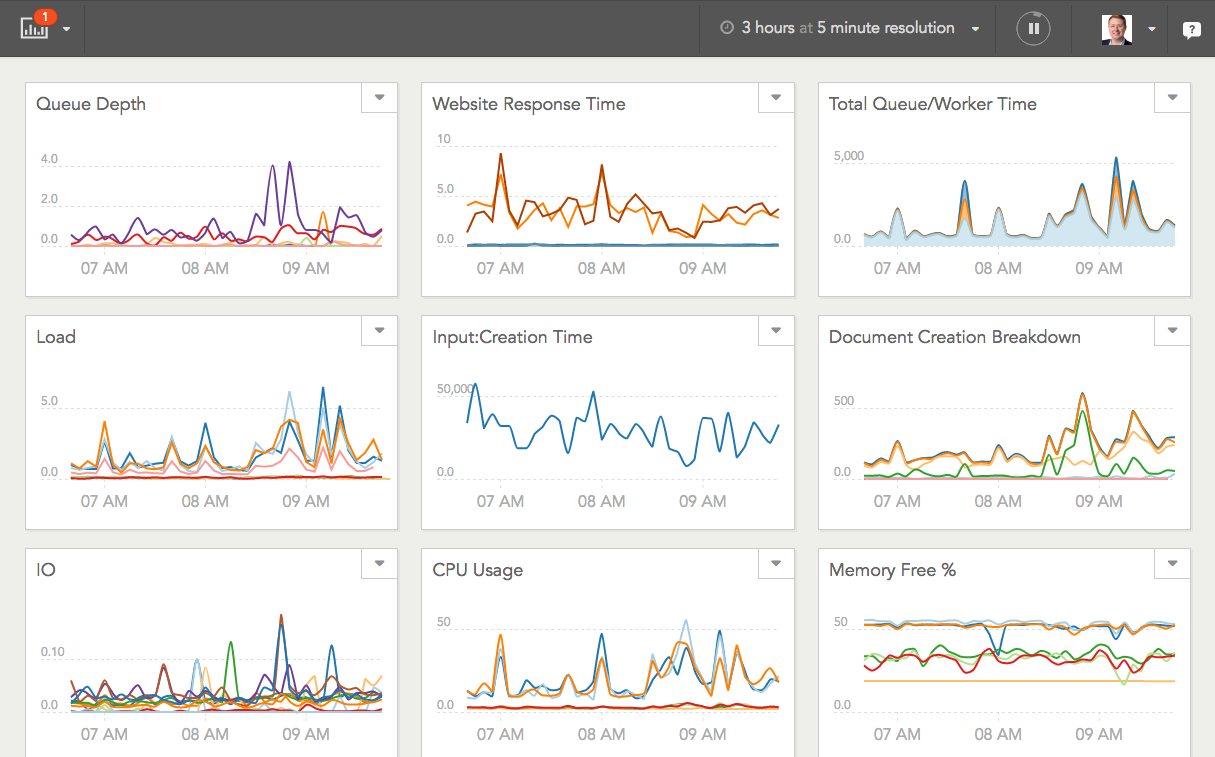 1
3 hours at 5 minute resolution
?
Queue Depth
4.0
2.0
0.0
07 AM 08 AM 09 AM
Website Response Time
10
5.0
0.0
07 AM 08 AM 09 AM
Total Queue/Worker Time
5,000
0.0
07 AM 08 AM 09 AM
Load
5.0
0.0
07 AM 08 AM 09 AM
Input:Creation Time
50,000
0.0
07 AM 08 AM 09 AM
Document Creation Breakdown
500
0.0
07 AM 08 AM 09 AM
IO
0.10
0.0
07 AM 08 AM 09 AM
CPU Usage
50
0.0
07 AM 08 AM 09 AM
Memory Free %
50
0.0
07 AM 08 AM 09 AM